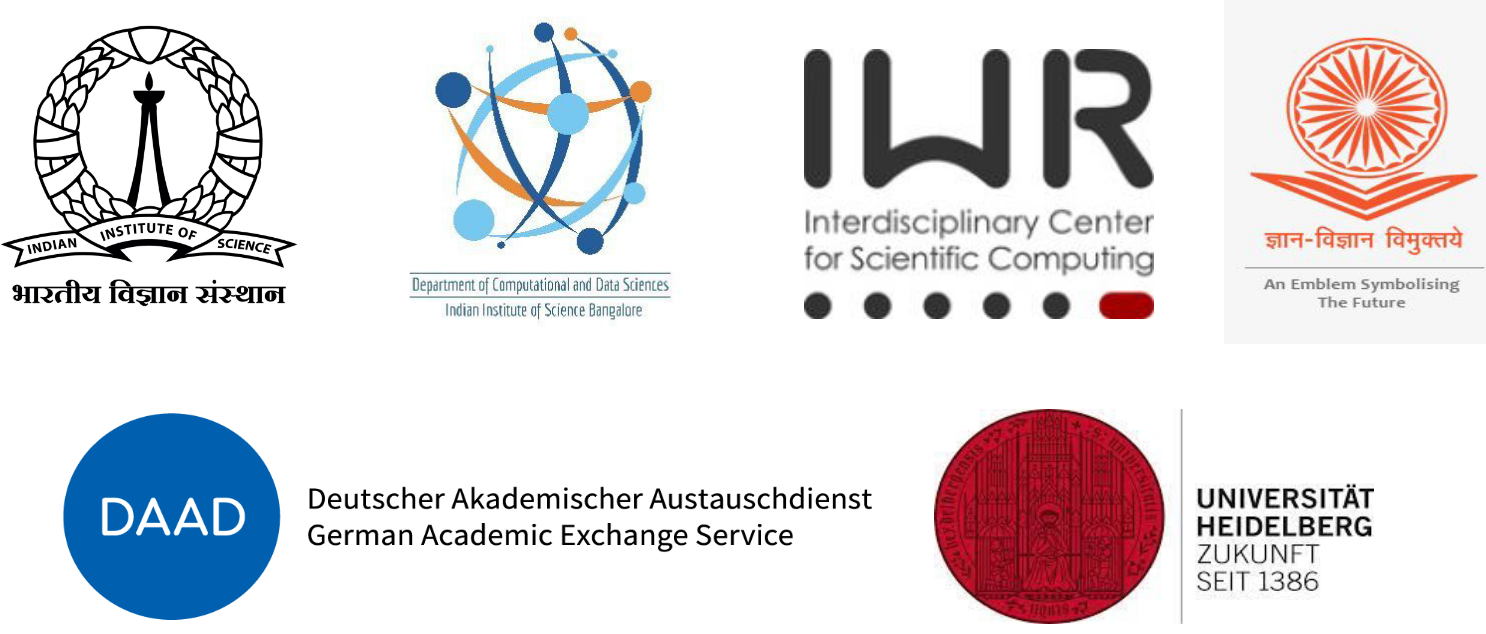 INDIAN INSTITUTE OF SCIENCE
भारतीय विज्ञान संस्थान
Department of Computational and Data Sciences
Indian Institute of Science Bangalore
IWR
Interdisciplinary Center
for Scientific Computing
ज्ञान-विज्ञान विमुक्तये
An Emblem Symbolising
The Future
DAAD
Deutscher Akademischer Austauschdienst
German Academic Exchange Service
UNIVERSITÄT
HEIDELBERG
ZUKUNFT
SEIT 1386